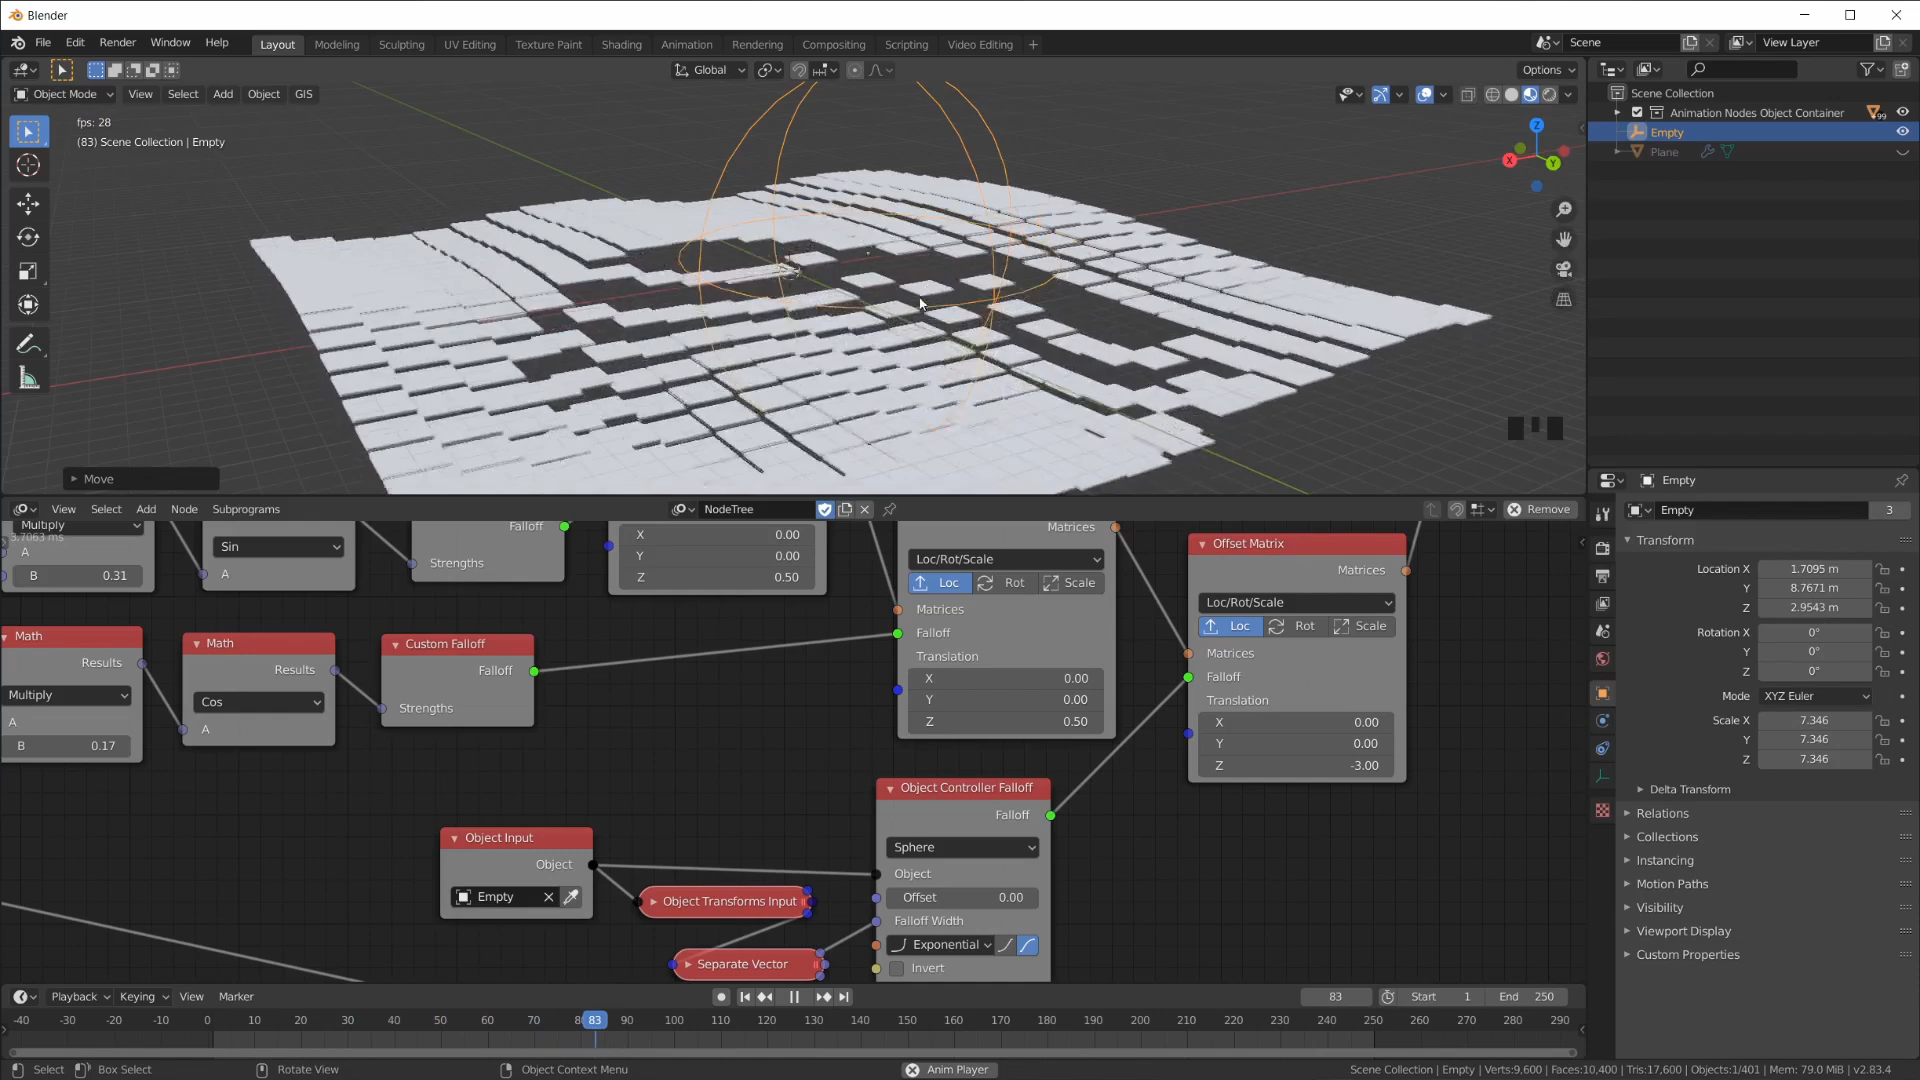 Blender
File Edit Render Window Help Layout Modeling Sculpting UV Editing Texture Paint Shading Animation Rendering Compositing Scripting Video Editing + Scene View Layer
Global Options
Object Mode View Select Add Object GIS
fps: 28
(83) Scene Collection | Empty
Z
X
Y
Move
Scene Collection
Animation Nodes Object Container 99
Empty
Plane
View Select Add Node Subprograms NodeTree Remove
Multiply
3.7063 ms
A
B 0.31
Sin
A
Falloff
Strengths
X 0.00
Y 0.00
Z 0.50
Matrices
Loc/Rot/Scale
Loc Rot Scale
Matrices
Falloff
Translation
X 0.00
Y 0.00
Z 0.50
Offset Matrix
Matrices
Loc/Rot/Scale
Loc Rot Scale
Matrices
Falloff
Translation
X 0.00
Y 0.00
Z -3.00
Math
Results
Multiply
A
B 0.17
Math
Results
Cos
A
Custom Falloff
Falloff
Strengths
Object Input
Object
Empty
Object Transforms Input
Separate Vector
Object Controller Falloff
Falloff
Sphere
Object
Offset 0.00
Falloff Width
Exponential
Invert
Empty
Empty 3
Transform
Location X 1.7095 m
Y 8.7671 m
Z 2.9543 m
Rotation X 0°
Y 0°
Z 0°
Mode XYZ Euler
Scale X 7.346
Y 7.346
Z 7.346
Delta Transform
Relations
Collections
Instancing
Motion Paths
Visibility
Viewport Display
Custom Properties
Playback Keying View Marker 83 Start 1 End 250
-40 -30 -20 -10 0 10 20 30 40 50 60 70 83 90 100 110 120 130 140 150 160 170 180 190 200 210 220 230 240 250 260 270 280 290
Select Box Select Rotate View Object Context Menu Anim Player Scene Collection | Empty | Verts:9,600 | Faces:10,400 | Tris:17,600 | Objects:1/401 | Mem: 79.0 MiB | v2.83.4